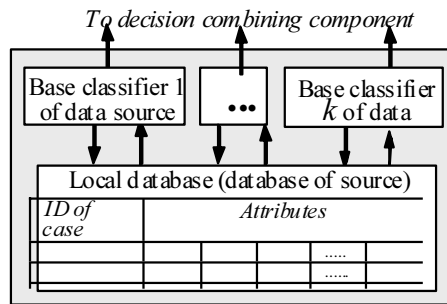 To decision combining component
Base classifier 1
of data source
...
Base classifier
k of data
Local database (database of source)
ID of
case
Attributes
......
......